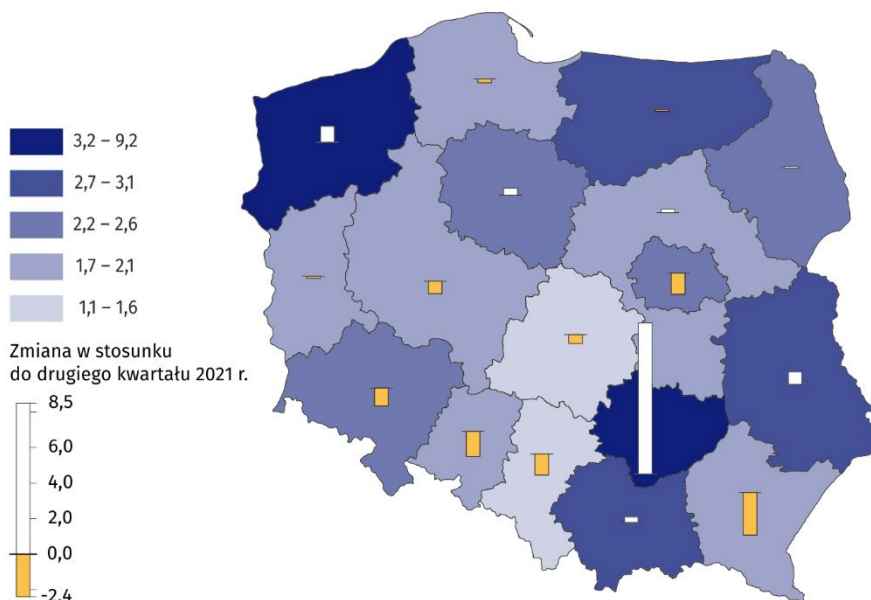 3,2 – 9,2
2,7 – 3,1
2,2 – 2,6
1,7 – 2,1
1,1 – 1,6
Zmiana w stosunku
do drugiego kwartału 2021 r.
8,5
6,0
4,0
2,0
0,0
-2,4